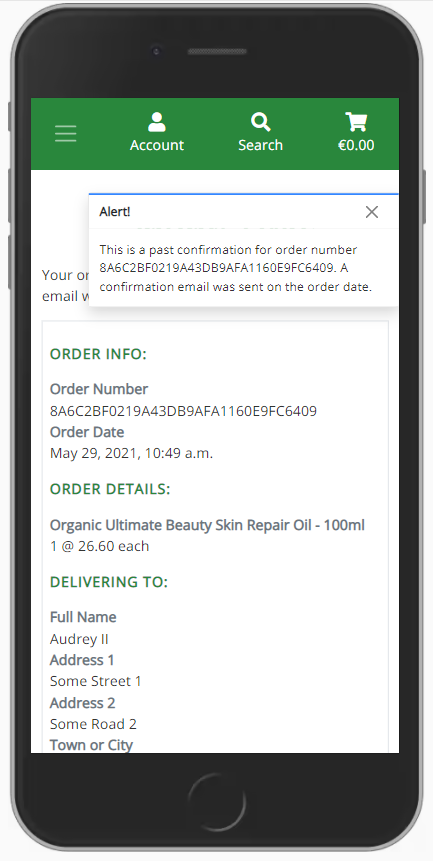 Account
Search
€0.00
Alert!
This is a past confirmation for order number
8A6C2BF0219A43DB9AFA1160E9FC6409. A
confirmation email was sent on the order date.
Your
email
ORDER INFO:
Order Number
8A6C2BF0219A43DB9AFA1160E9FC6409
Order Date
May 29, 2021, 10:49 a.m.
ORDER DETAILS:
Organic Ultimate Beauty Skin Repair Oil - 100ml
1 @ 26.60 each
DELIVERING TO:
Full Name
Audrey II
Address 1
Some Street 1
Address 2
Some Road 2
Town or City